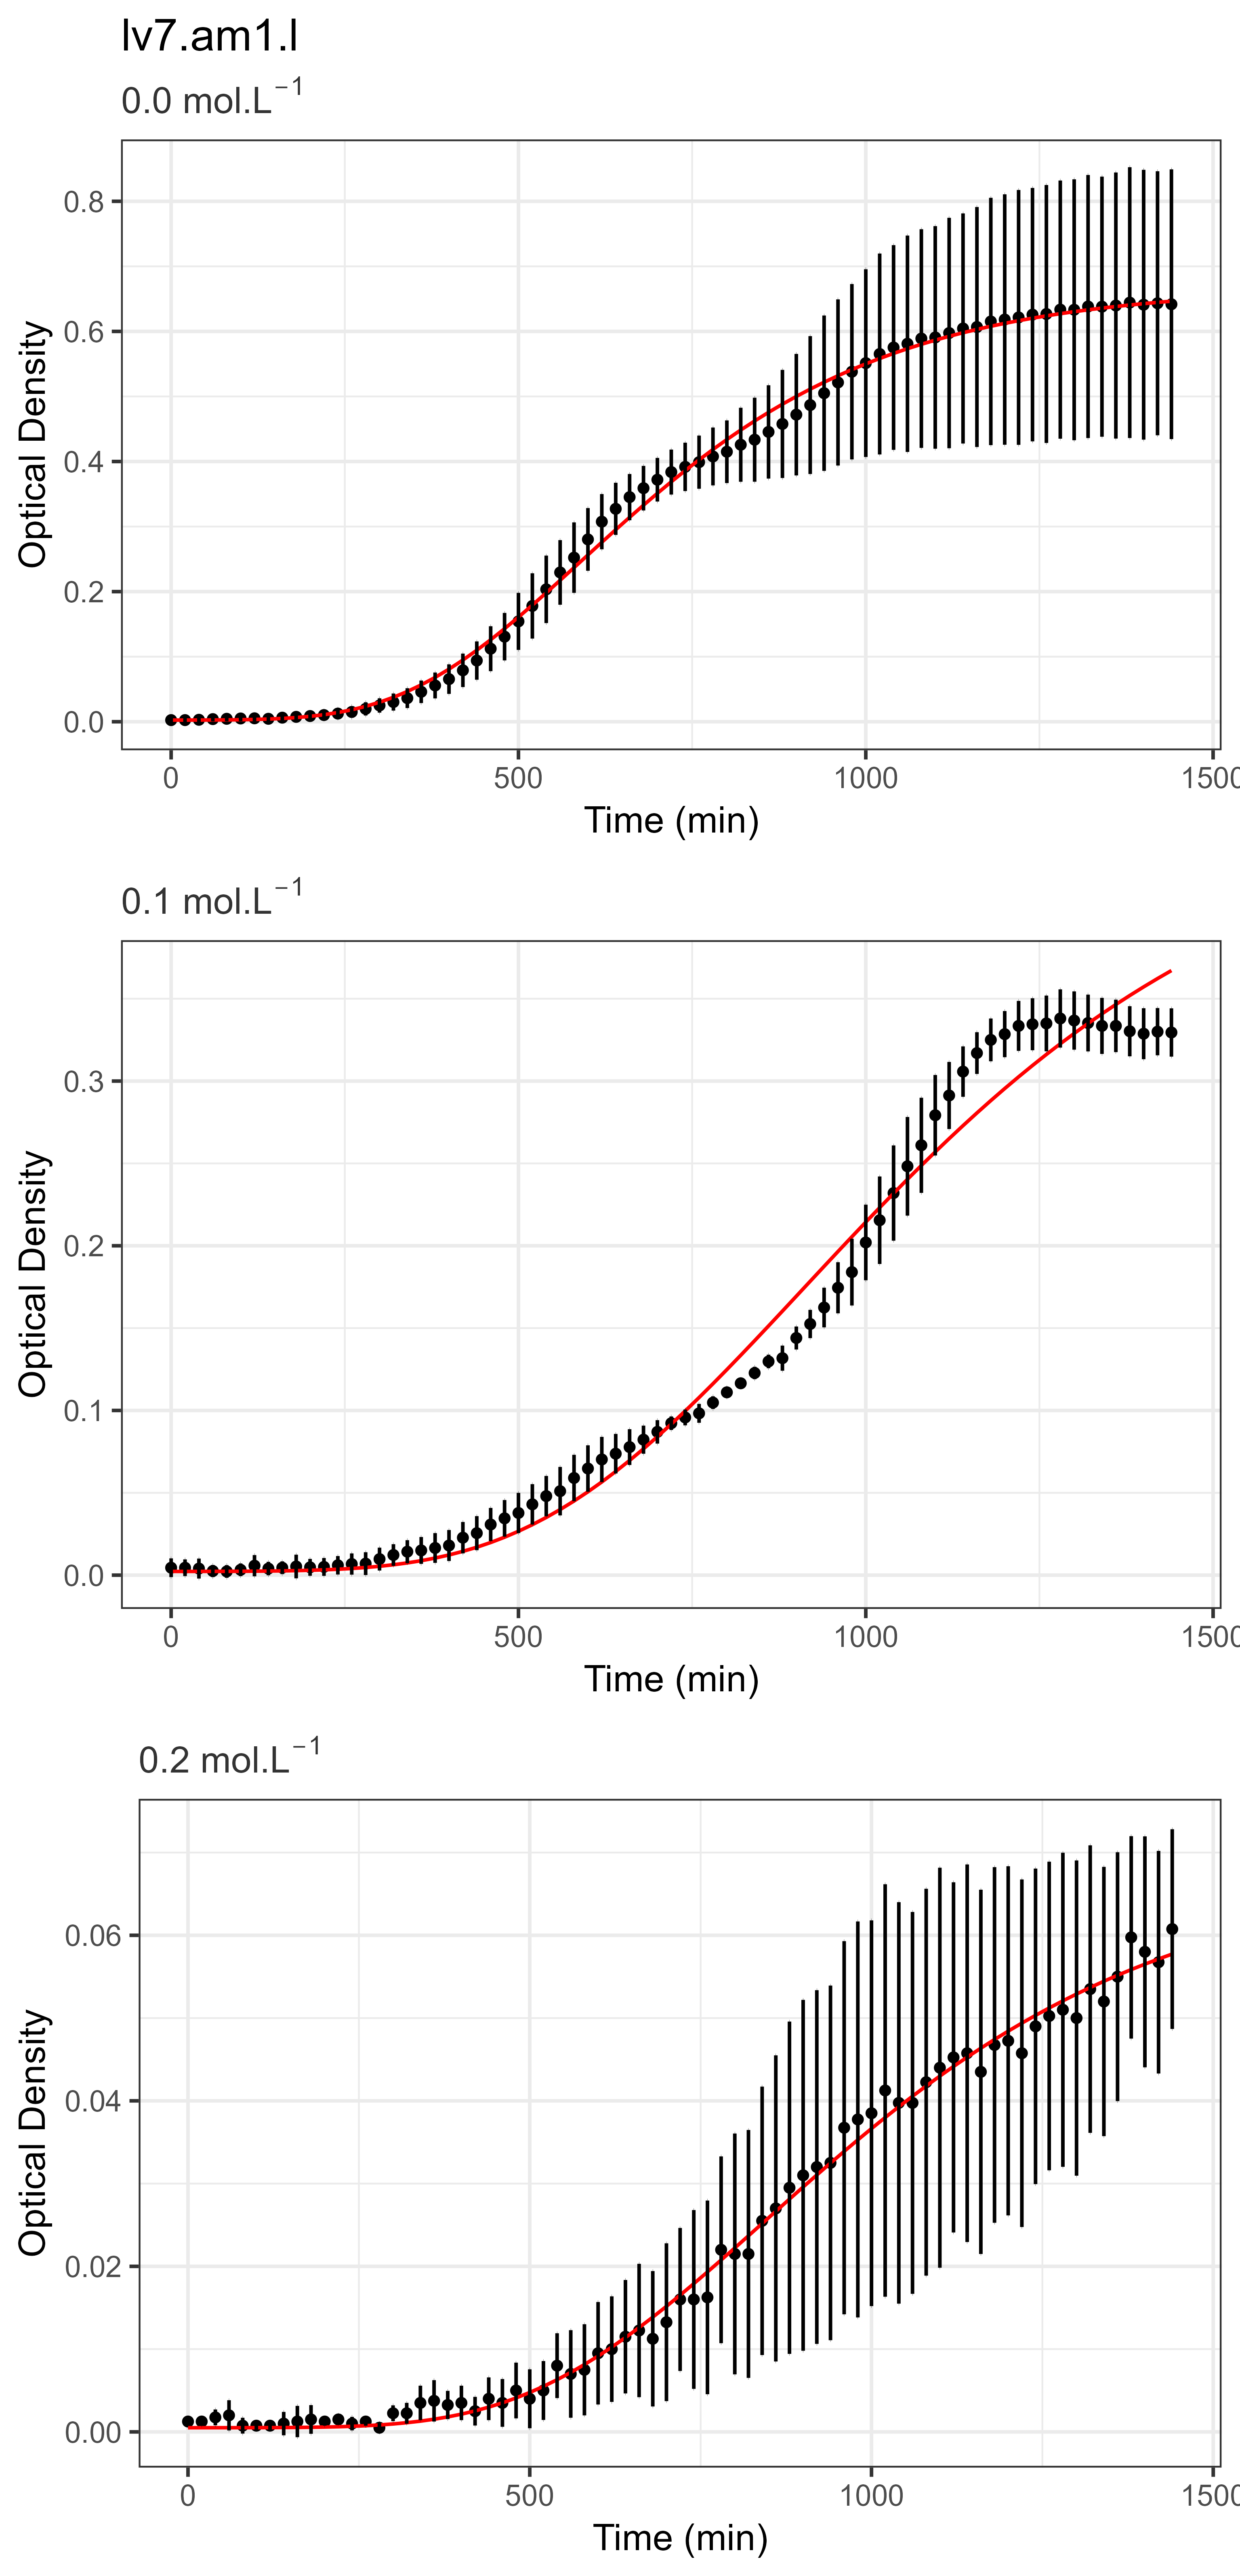 lv7.am1.l
0.0 mol.L⁻¹
Optical Density
0.8
0.6
0.4
0.2
0.0
0 500 1000 1500
Time (min)
0.1 mol.L⁻¹
Optical Density
0.3
0.2
0.1
0.0
0 500 1000 1500
Time (min)
0.2 mol.L⁻¹
Optical Density
0.06
0.04
0.02
0.00
0 500 1000 1500
Time (min)